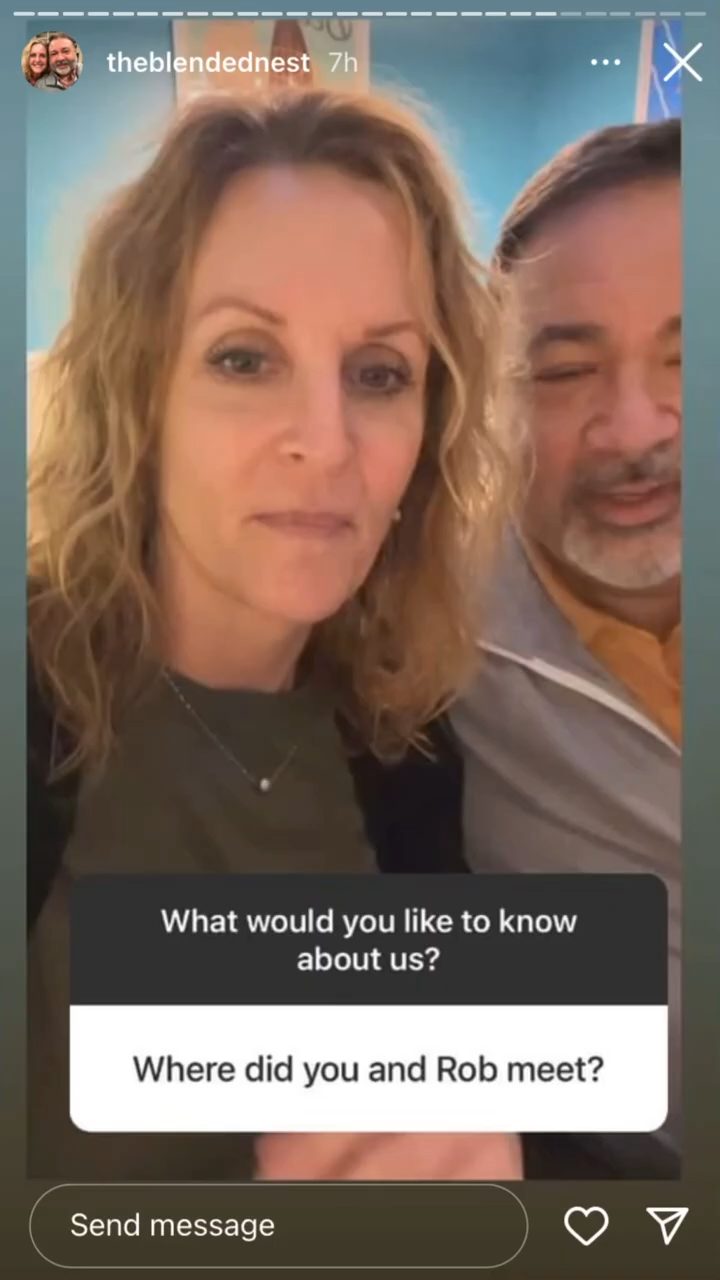 theblendednest 7h
What would you like to know
about us?
Where did you and Rob meet?
Send message